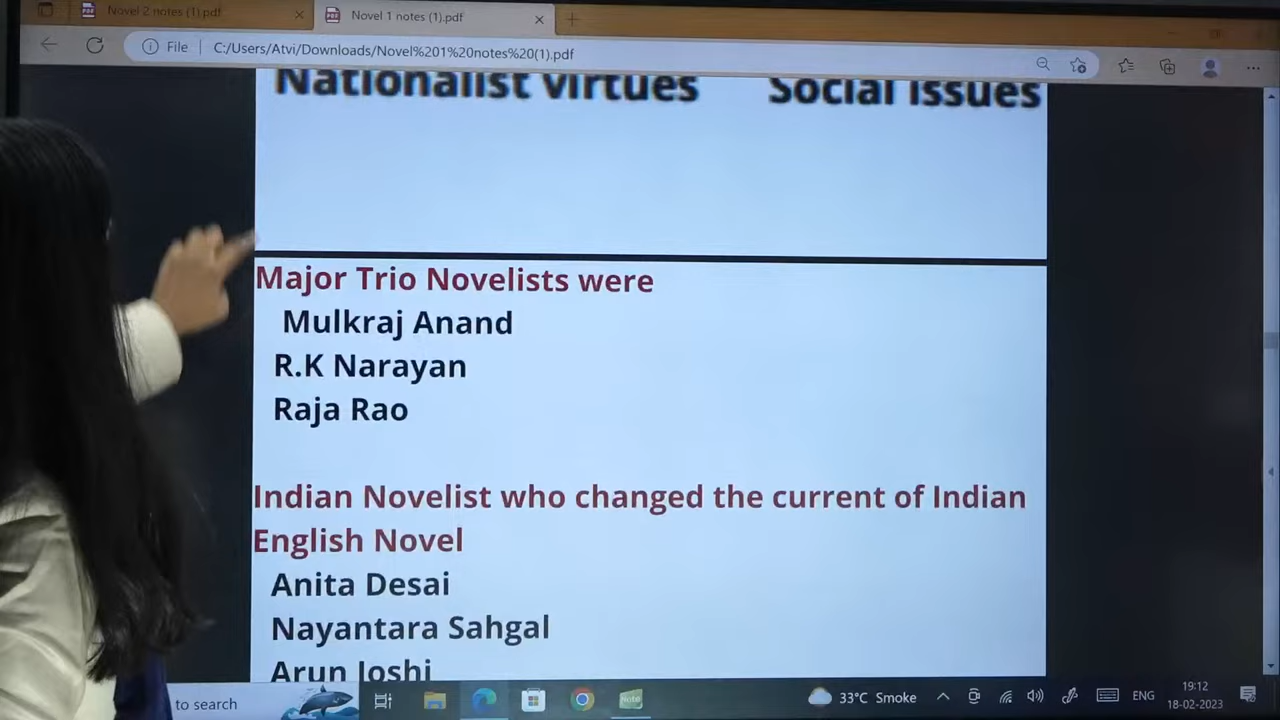 Novel 2 notes (1).pdf
Novel 1 notes (1).pdf
File
C:/Users/Atvi/Downloads/Novel%201%20notes%20(1).pdf
Nationalist virtues Social Issues
Major Trio Novelists were
Mulkraj Anand
R.K Narayan
Raja Rao
Indian Novelist who changed the current of Indian
English Novel
Anita Desai
Nayantara Sahgal
Arun Joshi
to search
33°C Smoke
ENG
19:12
18-02-2023